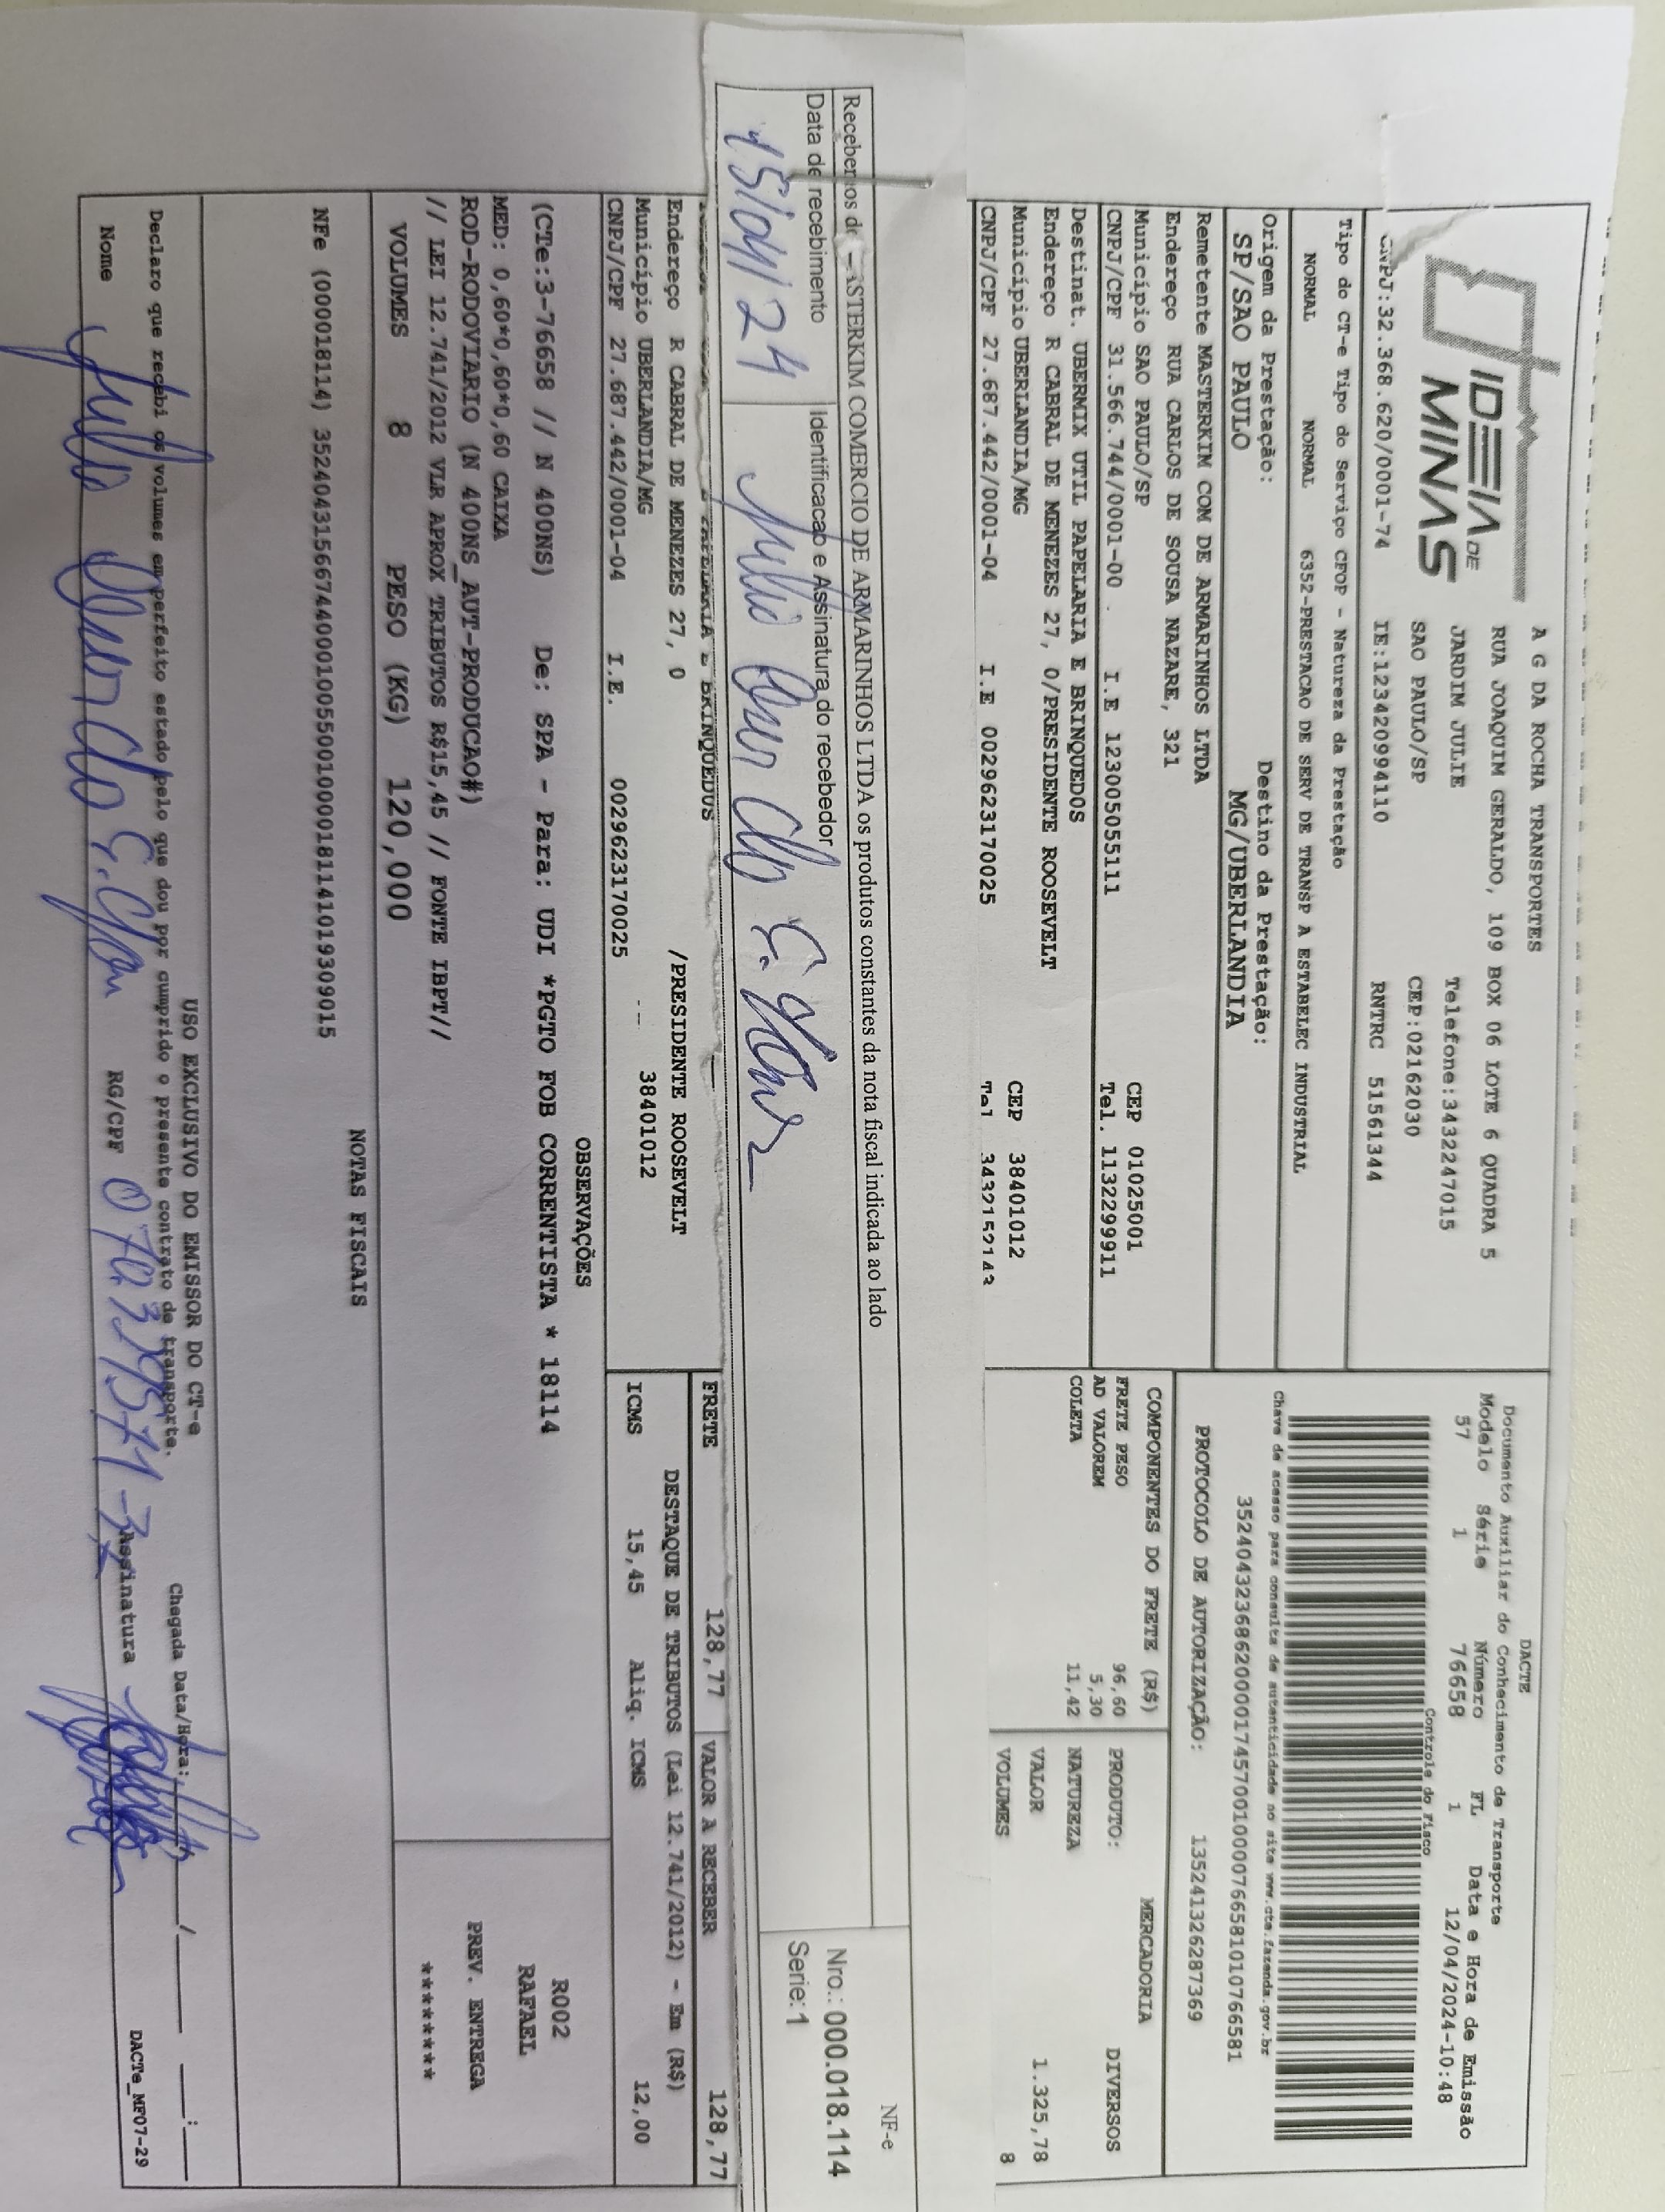 IDEIA DE
MINAS
A G DA ROCHA TRANSPORTES
RUA JOAQUIM GERALDO, 109 BOX 06 LOTE 6 QUADRA 5
JARDIM JULIE Telefone:3432247015
SAO PAULO/SP CEP:02162030
CNPJ:32.368.620/0001-74 IE:123420994110 RNTRC 51561344
DACTE
Documento Auxiliar do Conhecimento de Transporte
Modelo Série Número FL Data e Hora de Emissão
57 1 76658 1 12/04/2024-10:48
Controle do Fisco
Chave de acesso para consulta de autenticidade no site www.cte.fazenda.gov.br
35240432368620000174570010000766581010766581
PROTOCOLO DE AUTORIZAÇÃO: 135241326287369
Tipo do CT-e Tipo do Serviço CFOP - Natureza da Prestação
NORMAL NORMAL 6352-PRESTACAO DE SERV DE TRANSP A ESTABELEC INDUSTRIAL
Origem da Prestação: Destino da Prestação:
SP/SAO PAULO MG/UBERLANDIA
Remetente MASTERKIM COM DE ARMARINHOS LTDA
Endereço RUA CARLOS DE SOUSA NAZARE, 321
Município SAO PAULO/SP CEP 01025001
CNPJ/CPF 31.566.744/0001-00 I.E 123005055111 Tel. 1132299911
Destinat. UBERMIX UTIL PAPELARIA E BRINQUEDOS
Endereço R CABRAL DE MENEZES 27, 0/PRESIDENTE ROOSEVELT
Município UBERLANDIA/MG CEP 38401012
CNPJ/CPF 27.687.442/0001-04 I.E 0029623170025 Tel 3432152143
COMPONENTES DO FRETE (R$)
FRETE PESO 96,60
AD VALOREM 5,30
COLETA 11,42
MERCADORIA
PRODUTO: DIVERSOS
NATUREZA
VALOR 1.325,78
VOLUMES 8
Recebemos de MASTERKIM COMERCIO DE ARMARINHOS LTDA os produtos constantes da nota fiscal indicada ao lado
Data de recebimento Identificacao e Assinatura do recebedor
15/04/24
NF-e
Nro.: 000.018.114
Serie: 1
PAPELARIA E BRINQUEDOS
Endereço R CABRAL DE MENEZES 27, 0 /PRESIDENTE ROOSEVELT
Município UBERLANDIA/MG 38401012
CNPJ/CPF 27.687.442/0001-04 I.E. 0029623170025
FRETE 128,77 VALOR A RECEBER 128,77
DESTAQUE DE TRIBUTOS (Lei 12.741/2012) - Em (R$)
ICMS 15,45 Aliq. ICMS 12,00
OBSERVAÇÕES
(CTe:3-76658 // N 400NS) De: SPA - Para: UDI *PGTO FOB CORRENTISTA * 18114
MED: 0,60*0,60*0,60 CAIXA
ROD-RODOVIARIO (N 400NS_AUT-PRODUCAO#)
// LEI 12.741/2012 VLR APROX TRIBUTOS R$15,45 // FONTE IBPT//
VOLUMES 8 PESO (KG) 120,000
R002
RAFAEL
PREV. ENTREGA
*******
NOTAS FISCAIS
NFe (000018114) 35240431566744000100550010000181141019309015
USO EXCLUSIVO DO EMISSOR DO CT-e
Declaro que recebi os volumes em perfeito estado pelo que dou por cumprido o presente contrato de transporte.
Chegada Data/Hora: / :
Nome RG/CPF Assinatura
DACTe_MF07-29